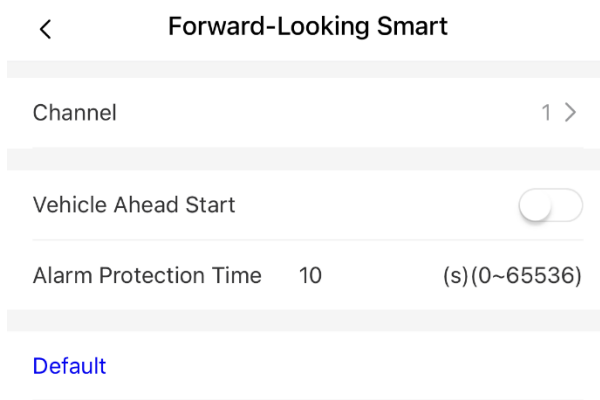 Forward-Looking Smart
Channel 1
Vehicle Ahead Start
Alarm Protection Time 10 (s)(0~65536)
Default